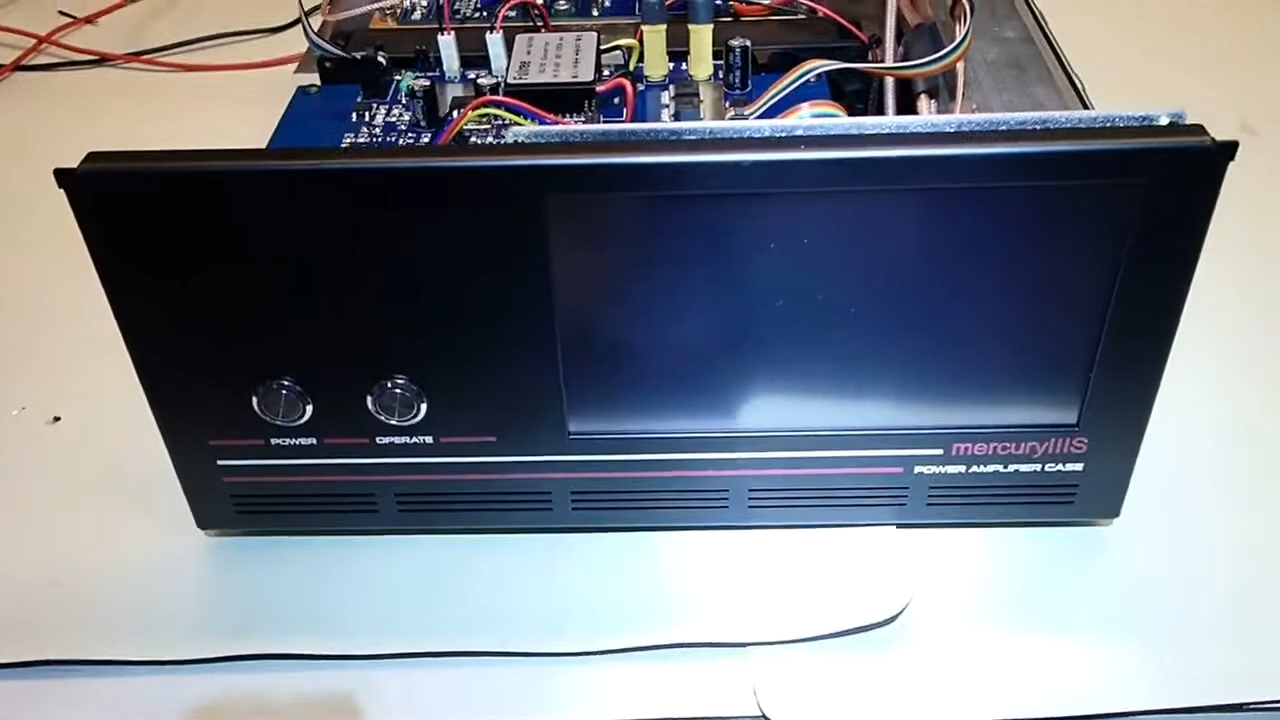 POWER
OPERATE
mercuryIIIS
POWER AMPLIFIER CASE